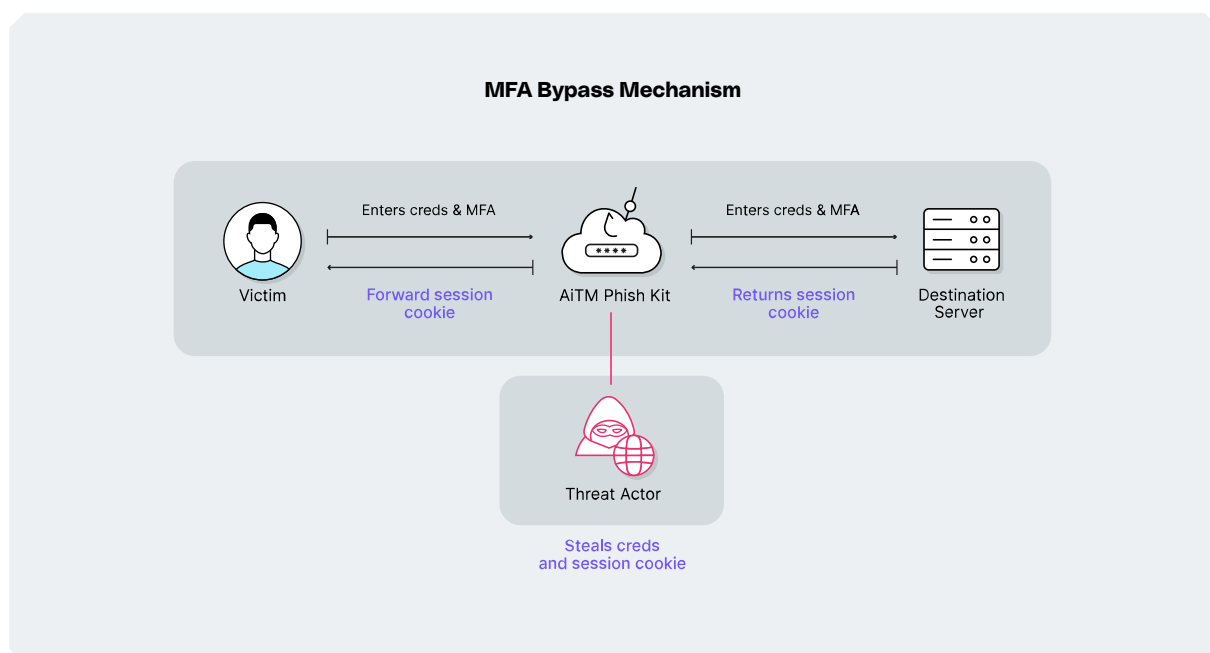 MFA Bypass Mechanism
Enters creds & MFA
Enters creds & MFA
****
Victim
Forward session
cookie
AiTM Phish Kit
Returns session
cookie
Destination
Server
Threat Actor
Steals creds
and session cookie